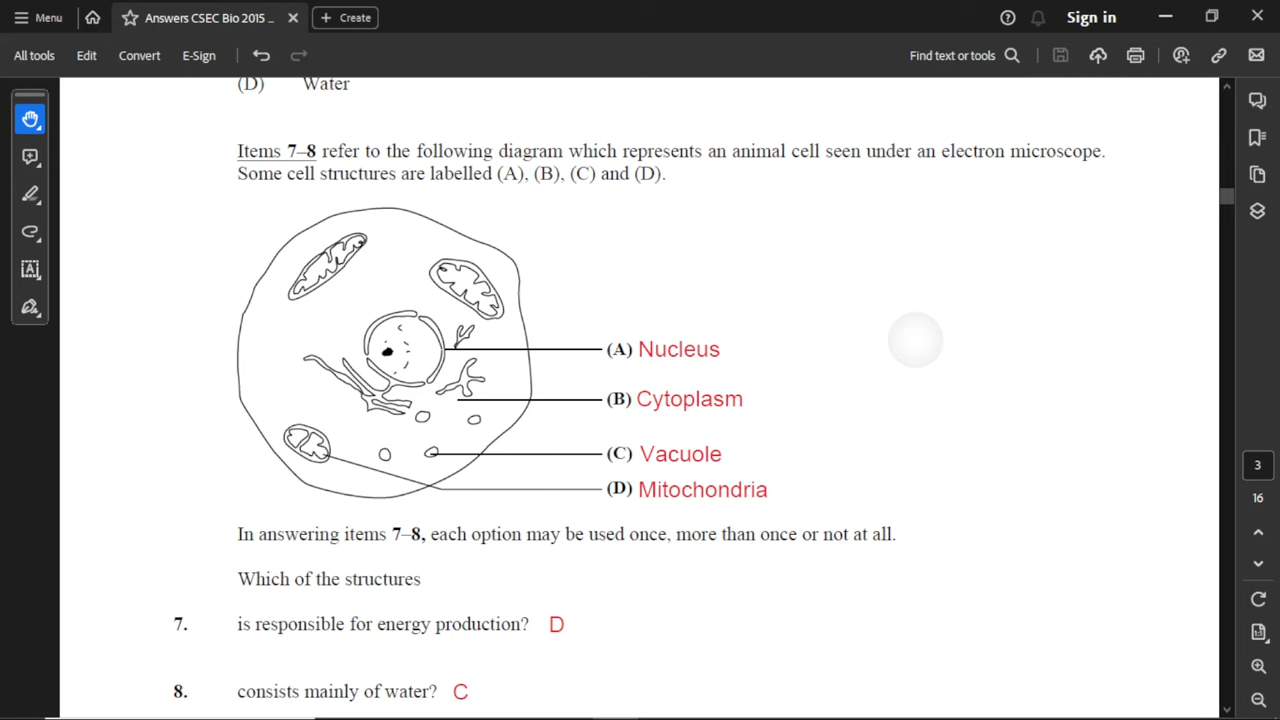 Menu
Answers CSEC Bio 2015 ...
Create
Sign in
All tools
Edit
Convert
E-Sign
Find text or tools
(D) Water
Items 7–8 refer to the following diagram which represents an animal cell seen under an electron microscope.
Some cell structures are labelled (A), (B), (C) and (D).
(A) Nucleus
(B) Cytoplasm
(C) Vacuole
(D) Mitochondria
In answering items 7–8, each option may be used once, more than once or not at all.
Which of the structures
7. is responsible for energy production? D
8. consists mainly of water? C
3
16
1:1